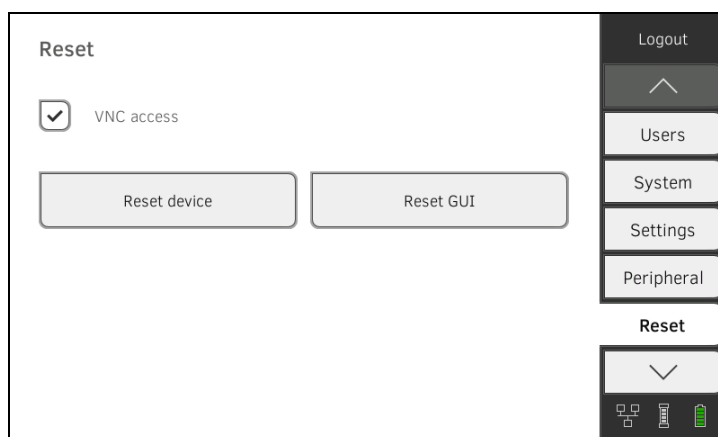 Reset
VNC access
Reset device
Reset GUI
Logout
Users
System
Settings
Peripheral
Reset